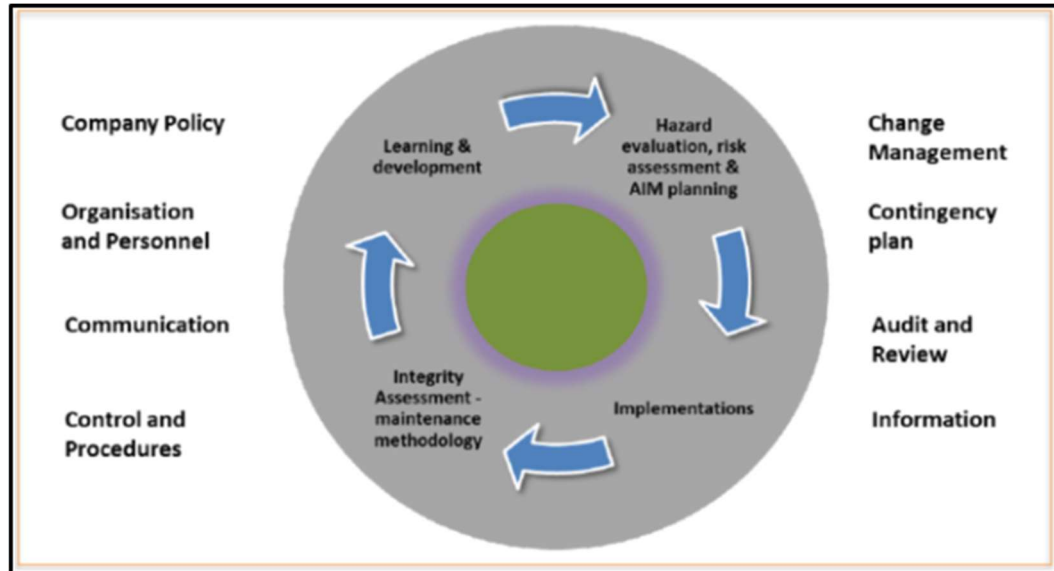 Company Policy
Organisation
and Personnel
Communication
Control and
Procedures
Learning &
development
Hazard
evaluation, risk
assessment &
AIM planning
Integrity
Assessment -
maintenance
methodology
Implementations
Change
Management
Contingency
plan
Audit and
Review
Information